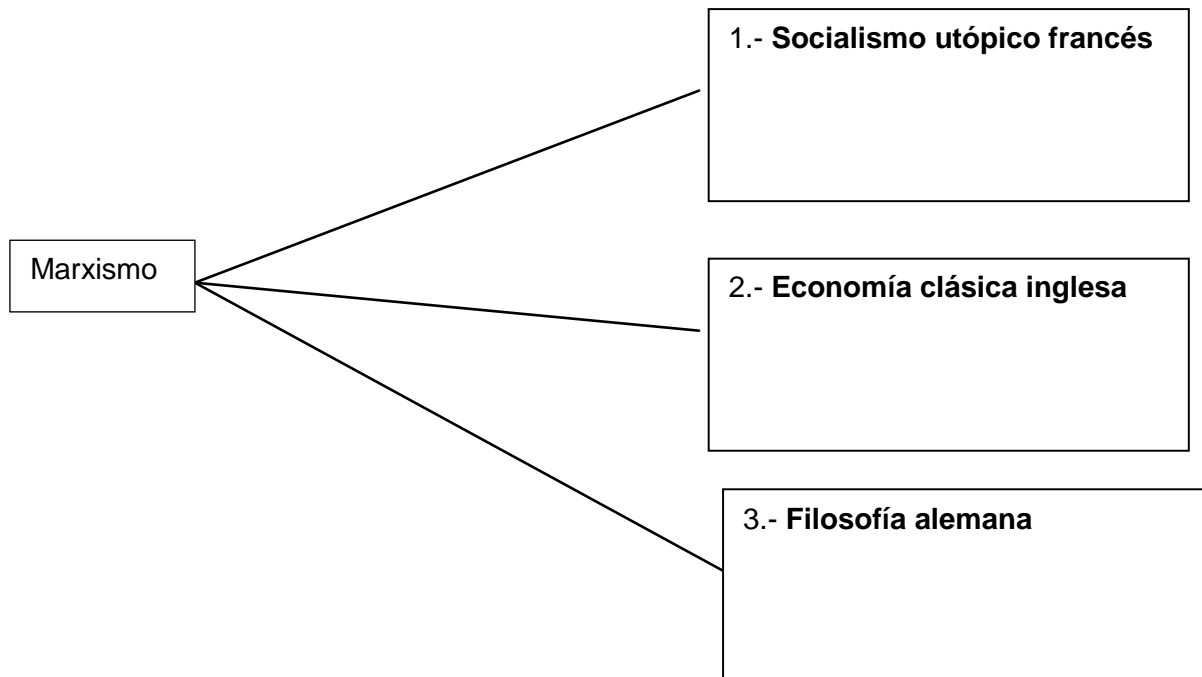 1.- Socialismo utópico francés
Marxismo
2.- Economía clásica inglesa
3.- Filosofía alemana